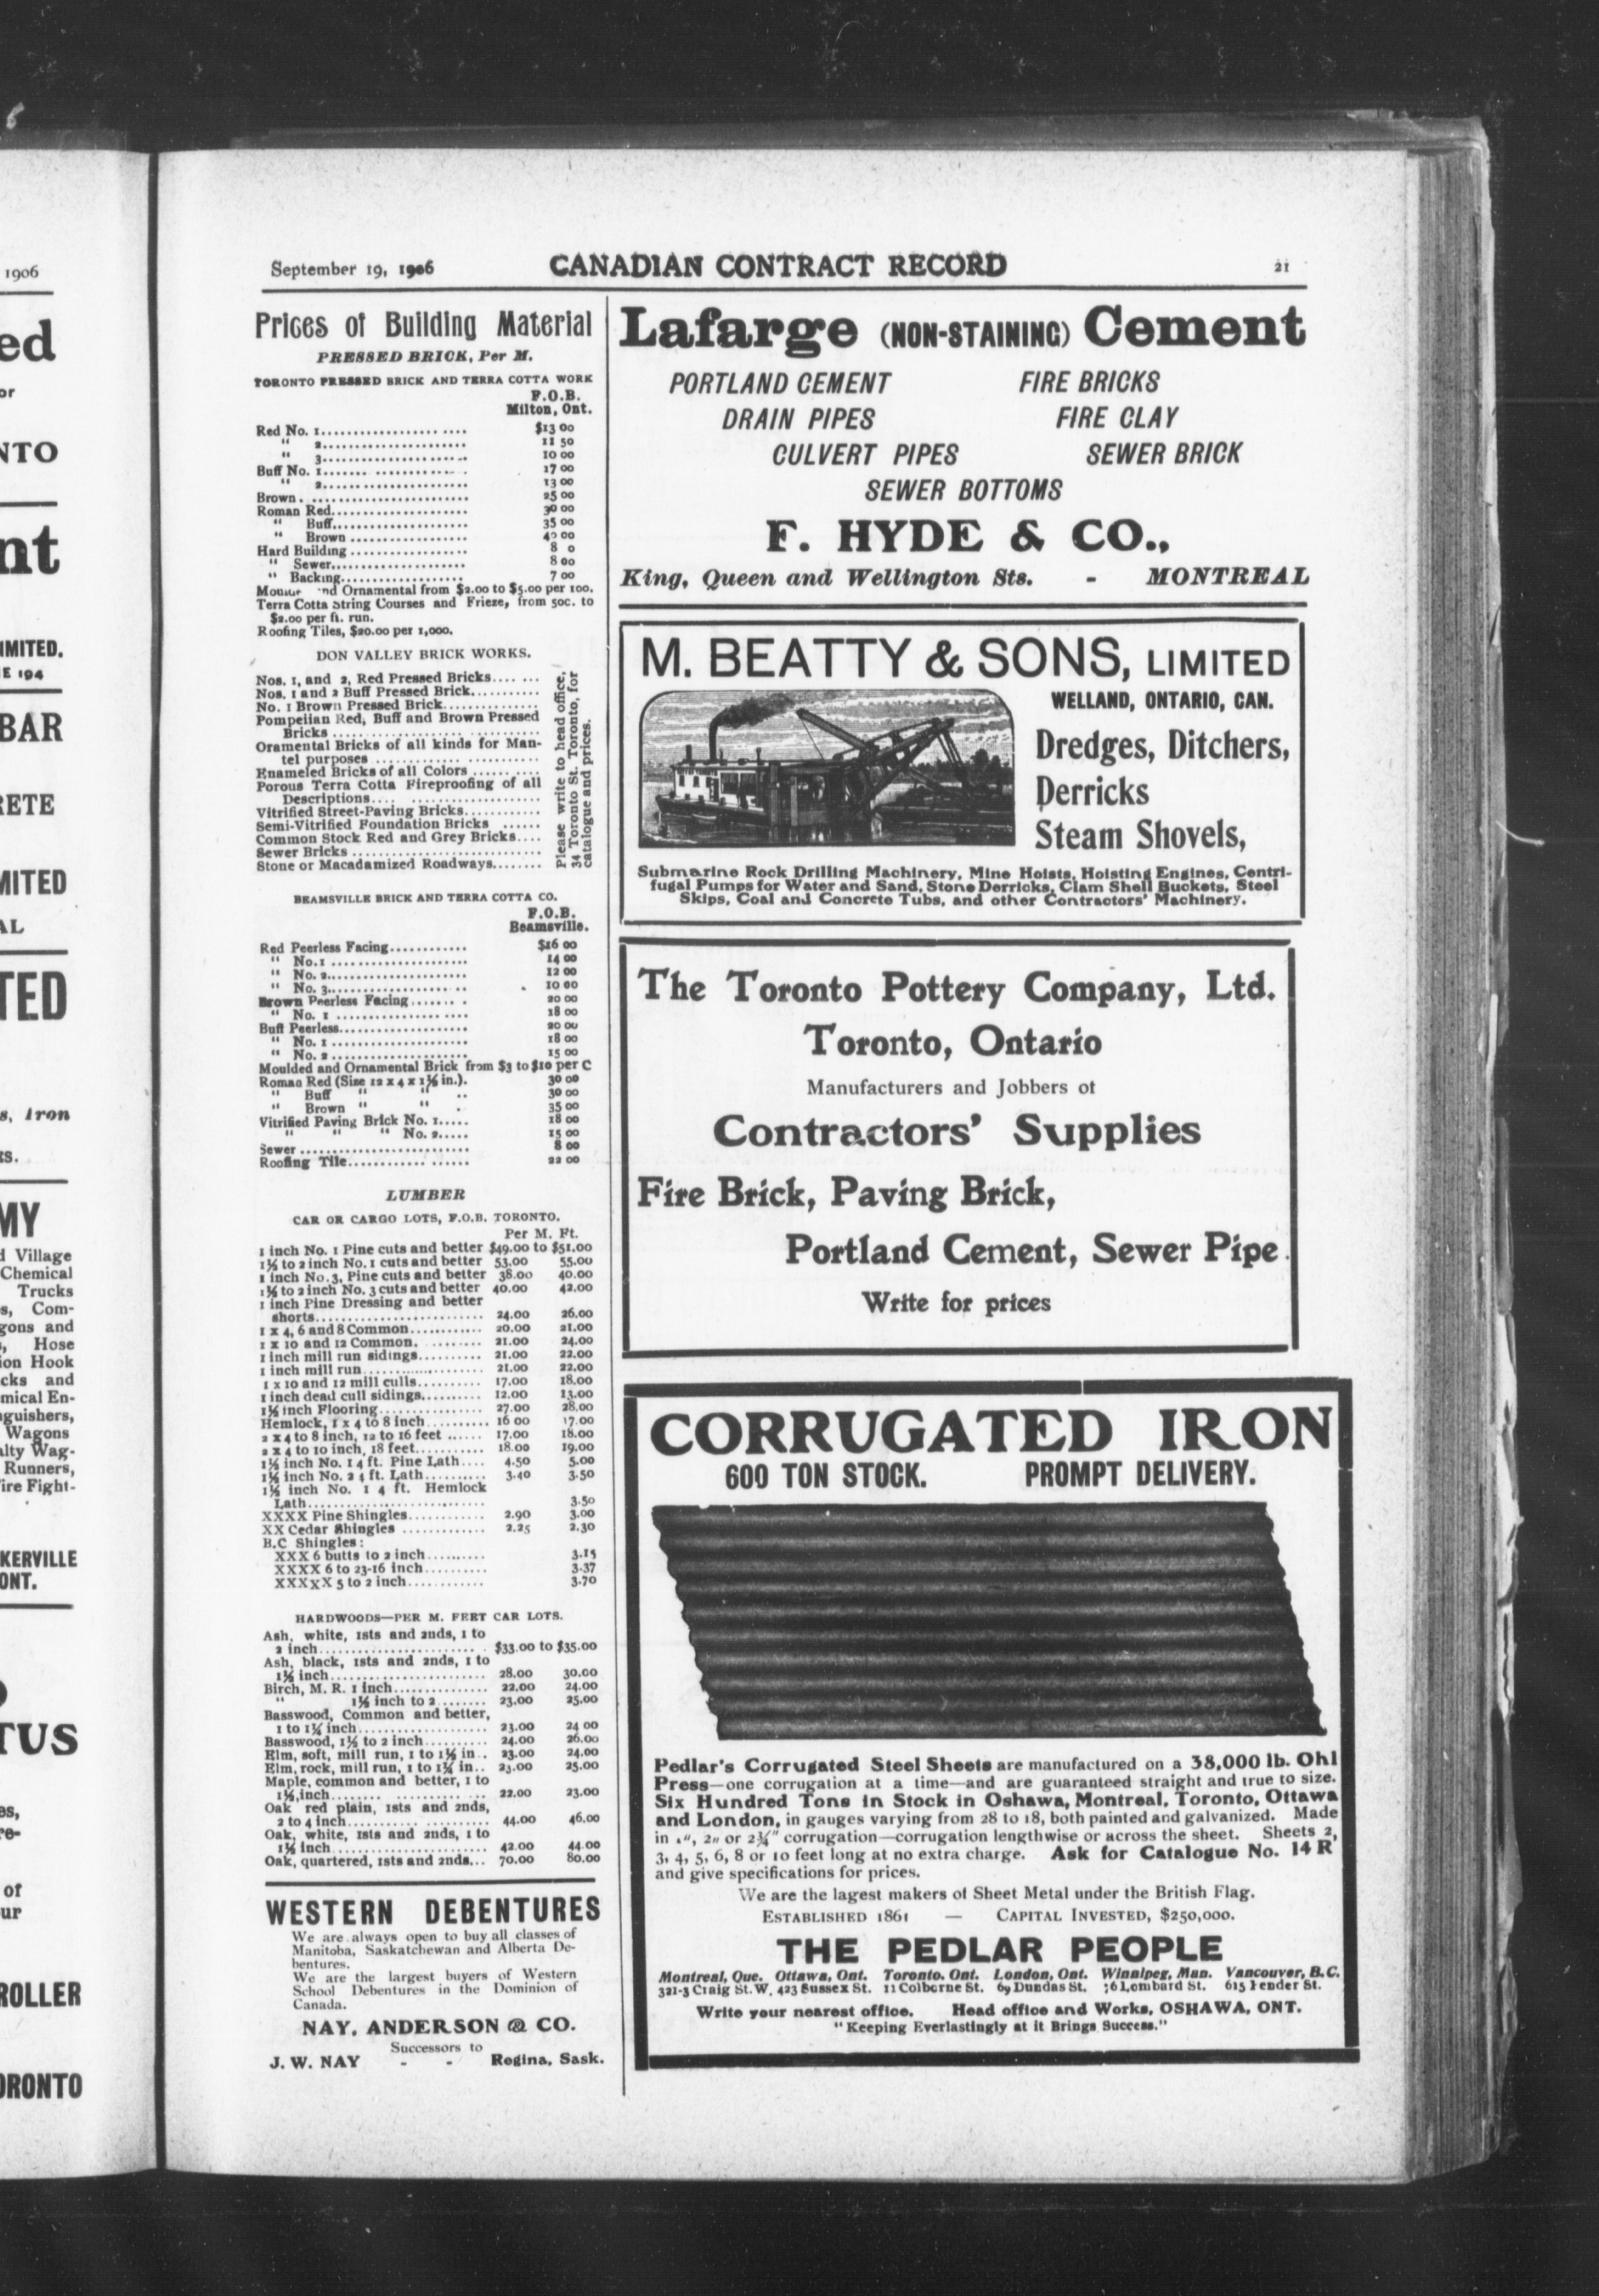 September 19, 1906
CANADIAN CONTRACT RECORD
21
Prices of Building Material
PRESSED BRICK, Per M.
TORONTO PRESSED BRICK AND TERRA COTTA WORK
F.O.B.
Milton, Ont.
Red No. 1.................. .... $13 00
" 2...................... 11 50
" 3...................... 10 00
Buff No. 1....... .............. 17 00
" 2...................... 13 00
Brown. ........................ 25 00
Roman Red..................... 30 00
" Buff..................... 35 00
" Brown .................. 40 00
Hard Building .................. 8 0
" Sewer..................... 8 00
" Backing................... 7 00
nd Ornamental from $2.00 to $5.00 per 100.
Terra Cotta String Courses and Frieze, from 50c. to
$2.00 per ft. run.
Roofing Tiles, $20.00 per 1,000.
DON VALLEY BRICK WORKS.
Nos. 1, and 2, Red Pressed Bricks.... ...
Nos. 1 and 2 Buff Pressed Brick...........
No. 1 Brown Pressed Brick...............
Pompeiian Red, Buff and Brown Pressed
Bricks ................................
Oramental Bricks of all kinds for Man-
tel purposes ............ ...........
Enameled Bricks of all Colors ..........
Porous Terra Cotta Fireproofing of all
Descriptions.... ....................
Vitrified Street-Paving Bricks............
Semi-Vitrified Foundation Bricks ......
Common Stock Red and Grey Bricks....
Sewer Bricks .............................
Stone or Macadamized Roadways........
Please write to head office,
34 Toronto St. Toronto, for
catalogue and prices.
BEAMSVILLE BRICK AND TERRA COTTA CO.
F.O.B.
Beamsville.
Red Peerless Facing............ $16 00
" No.1 ..................... 14 00
" No. 2..................... 12 00
" No. 3..................... 10 00
Brown Peerless Facing....... . 20 00
" No. 1 .................... 18 00
Buff Peerless.................... 20 00
" No. 1 ..................... 18 00
" No. 2 ..................... 15 00
Moulded and Ornamental Brick from $3 to $10 per C
Roman Red (Size 12 x 4 x 1½ in.). 30 00
" Buff " " .. 30 00
" Brown " " . 35 00
Vitrified Paving Brick No. 1..... 18 00
" " " No. 2..... 15 00
Sewer .......................... 8 00
Roofing Tile............ ...... 22 00
LUMBER
CAR OR CARGO LOTS, F.O.B. TORONTO.
Per M. Ft.
1 inch No. 1 Pine cuts and better $49.00 to $51.00
1½ to 2 inch No. 1 cuts and better 53.00 55.00
1 inch No. 3, Pine cuts and better 38.00 40.00
1½ to 2 inch No. 3 cuts and better 40.00 42.00
1 inch Pine Dressing and better
shorts.......................... 24.00 26.00
1 x 4, 6 and 8 Common............ 20.00 21.00
1 x 10 and 12 Common. .......... 21.00 24.00
1 inch mill run sidings.......... 21.00 22.00
1 inch mill run................... 21.00 22.00
1 x 10 and 12 mill culls.......... 17.00 18.00
1 inch dead cull sidings.......... 12.00 13.00
1½ inch Flooring................ 27.00 28.00
Hemlock, 1 x 4 to 8 inch.......... 16 00 17.00
2 x 4 to 8 inch, 12 to 16 feet ...... 17.00 18.00
2 x 4 to 10 inch, 18 feet........... 18.00 19.00
1½ inch No. 1 4 ft. Pine Lath.... 4.50 5.00
1½ inch No. 2 4 ft. Lath.......... 3.40 3.50
1½ inch No. 1 4 ft. Hemlock
Lath........................... 3.50
XXXX Pine Shingles............ 2.90 3.00
XX Cedar Shingles ............. 2.25 2.30
B.C Shingles:
XXX 6 butts to 2 inch.......... 3.15
XXXX 6 to 23-16 inch.......... 3.37
XXXXX 5 to 2 inch............ 3.70
HARDWOODS—PER M. FEET CAR LOTS.
Ash, white, 1sts and 2nds, 1 to
2 inch....................... . $33.00 to $35.00
Ash, black, 1sts and 2nds, 1 to
1½ inch........................ 28.00 30.00
Birch, M. R. 1 inch.............. 22.00 24.00
" 1½ inch to 2 ....... 23.00 25.00
Basswood, Common and better,
1 to 1½ inch.................... 23.00 24 00
Basswood, 1½ to 2 inch.......... 24.00 26.00
Elm, soft, mill run, 1 to 1½ in.. 23.00 24.00
Elm, rock, mill run, 1 to 1½ in.. 23.00 25.00
Maple, common and better, 1 to
1½, inch........ ............ ... 22.00 23.00
Oak red plain, 1sts and 2nds,
2 to 4 inch............ .......... 44.00 46.00
Oak, white, 1sts and 2nds, 1 to
1½ inch........................ 42.00 44.00
Oak, quartered, 1sts and 2nds... 70.00 80.00
WESTERN DEBENTURES
We are always open to buy all classes of
Manitoba, Saskatchewan and Alberta De-
bentures.
We are the largest buyers of Western
School Debentures in the Dominion of
Canada.
NAY, ANDERSON & CO.
Successors to
J. W. NAY - - Regina, Sask.
Lafarge (NON-STAINING) Cement
PORTLAND CEMENT FIRE BRICKS
DRAIN PIPES FIRE CLAY
CULVERT PIPES SEWER BRICK
SEWER BOTTOMS
F. HYDE & CO.,
King, Queen and Wellington Sts. - MONTREAL
M. BEATTY & SONS, LIMITED
WELLAND, ONTARIO, CAN.
Dredges, Ditchers,
Derricks
Steam Shovels,
Submarine Rock Drilling Machinery, Mine Hoists, Hoisting Engines, Centri-
fugal Pumps for Water and Sand, Stone Derricks, Clam Shell Buckets, Steel
Skips, Coal and Concrete Tubs, and other Contractors' Machinery.
The Toronto Pottery Company, Ltd.
Toronto, Ontario
Manufacturers and Jobbers of
Contractors' Supplies
Fire Brick, Paving Brick,
Portland Cement, Sewer Pipe.
Write for prices
CORRUGATED IRON
600 TON STOCK. PROMPT DELIVERY.
Pedlar's Corrugated Steel Sheets are manufactured on a 38,000 lb. Ohl
Press—one corrugation at a time—and are guaranteed straight and true to size.
Six Hundred Tons in Stock in Oshawa, Montreal, Toronto, Ottawa
and London, in gauges varying from 28 to 18, both painted and galvanized. Made
in 2" or 2¾" corrugation—corrugation lengthwise or across the sheet. Sheets 2,
3, 4, 5, 6, 8 or 10 feet long at no extra charge. Ask for Catalogue No. 14 R
and give specifications for prices.
We are the lagest makers of Sheet Metal under the British Flag.
ESTABLISHED 1861 — CAPITAL INVESTED, $250,000.
THE PEDLAR PEOPLE
Montreal, Que. Ottawa, Ont. Toronto. Ont. London, Ont. Winnipeg, Man. Vancouver, B.C.
321-3 Craig St. W. 423 Sussex St. 11 Colborne St. 69 Dundas St. 76 Lombard St. 615 Pender St.
Write your nearest office. Head office and Works, OSHAWA, ONT.
"Keeping Everlastingly at it Brings Success."
1906
ed
or
NTO
nt
IMITED.
E 194
BAR
RETE
MITED
AL
TED
s, Iron
RS.
MY
d Village
Chemical
Trucks
s, Com-
gons and
, Hose
ion Hook
cks and
mical En-
guishers,
Wagons
alty Wag-
Runners,
ire Fight-
KERVILLE
ONT.
TUS
es,
re-
of
ur
ROLLER
ORONTO